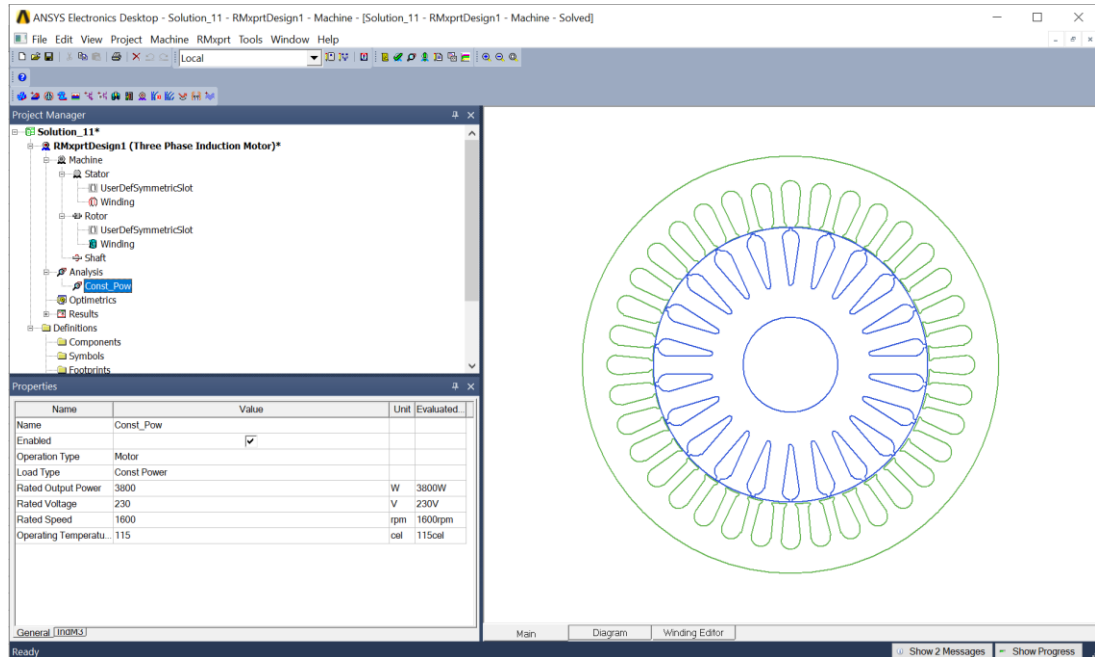 ANSYS Electronics Desktop - Solution_11 - RMxprtDesign1 - Machine - [Solution_11 - RMxprtDesign1 - Machine - Solved]
File Edit View Project Machine RMxprt Tools Window Help
Local
Project Manager
Solution_11*
RMxprtDesign1 (Three Phase Induction Motor)*
Machine
Stator
UserDefSymmetricSlot
Winding
Rotor
UserDefSymmetricSlot
Winding
Shaft
Analysis
Const_Pow
Optimetrics
Results
Definitions
Components
Symbols
Footprints
Properties
Name Value Unit Evaluated...
Name Const_Pow
Enabled
Operation Type Motor
Load Type Const Power
Rated Output Power 3800 W 3800W
Rated Voltage 230 V 230V
Rated Speed 1600 rpm 1600rpm
Operating Temperatu... 115 cel 115cel
General IndM3
Main Diagram Winding Editor
Ready Show 2 Messages Show Progress